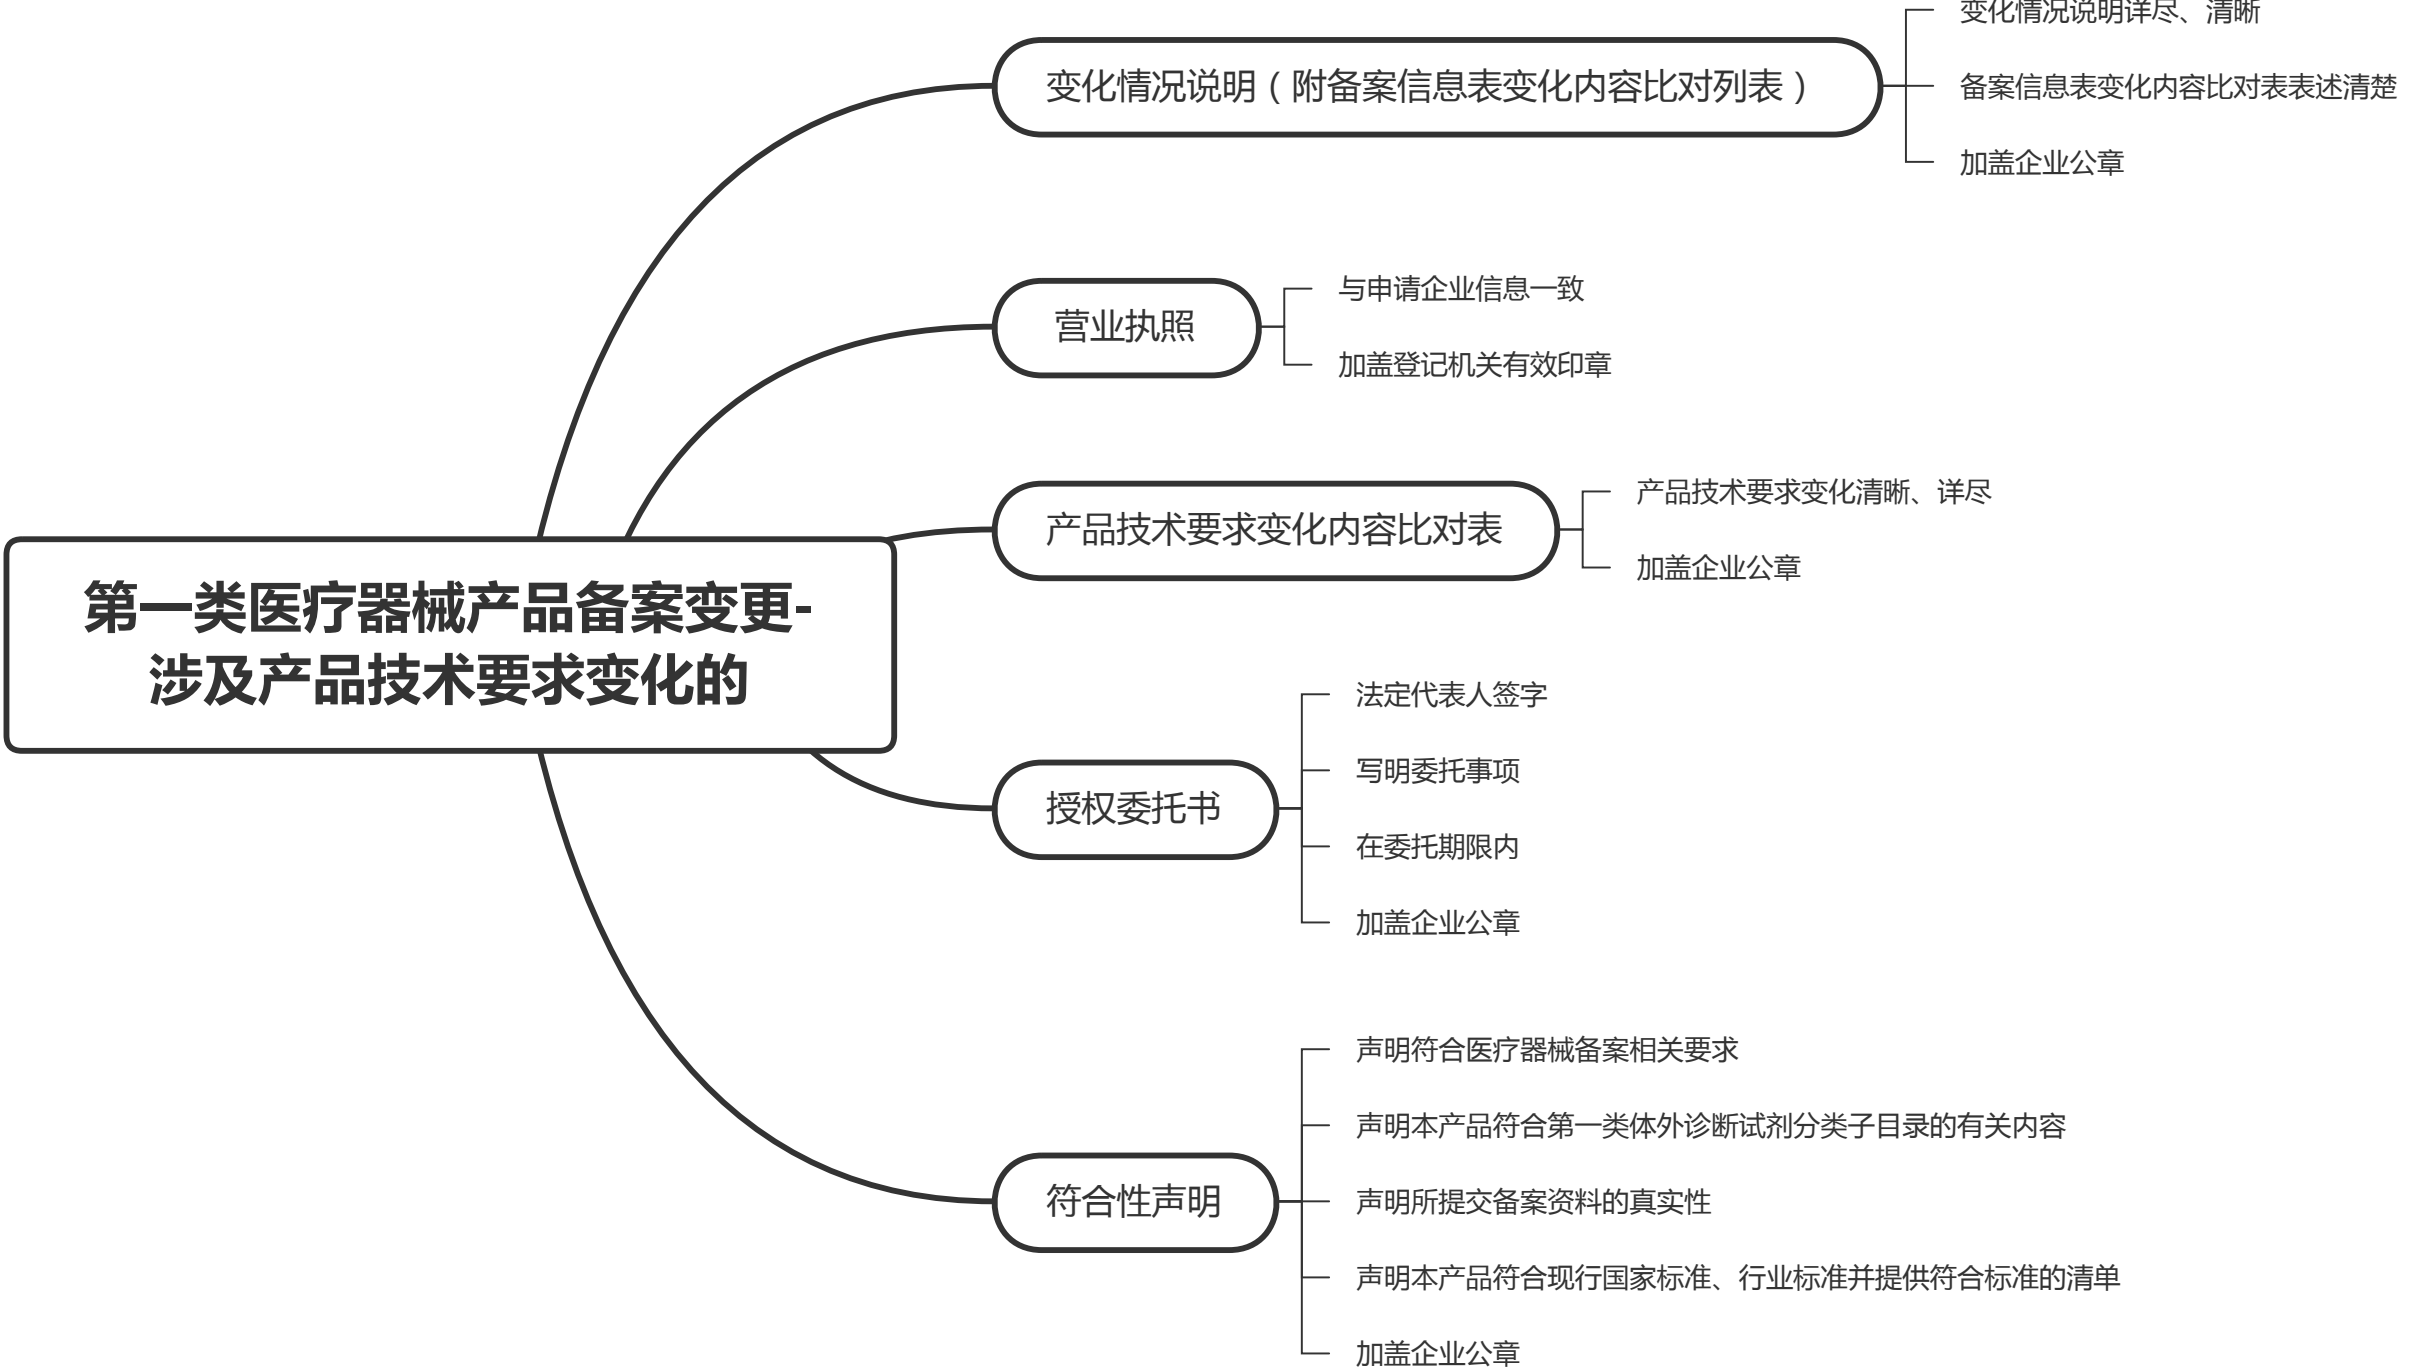 第一类医疗器械产品备案变更-
涉及产品技术要求变化的
变化情况说明（附备案信息表变化内容比对列表）
变化情况说明详尽、清晰
备案信息表变化内容比对表表述清楚
加盖企业公章
营业执照
与申请企业信息一致
加盖登记机关有效印章
产品技术要求变化内容比对表
产品技术要求变化清晰、详尽
加盖企业公章
授权委托书
法定代表人签字
写明委托事项
在委托期限内
加盖企业公章
符合性声明
声明符合医疗器械备案相关要求
声明本产品符合第一类体外诊断试剂分类子目录的有关内容
声明所提交备案资料的真实性
声明本产品符合现行国家标准、行业标准并提供符合标准的清单
加盖企业公章